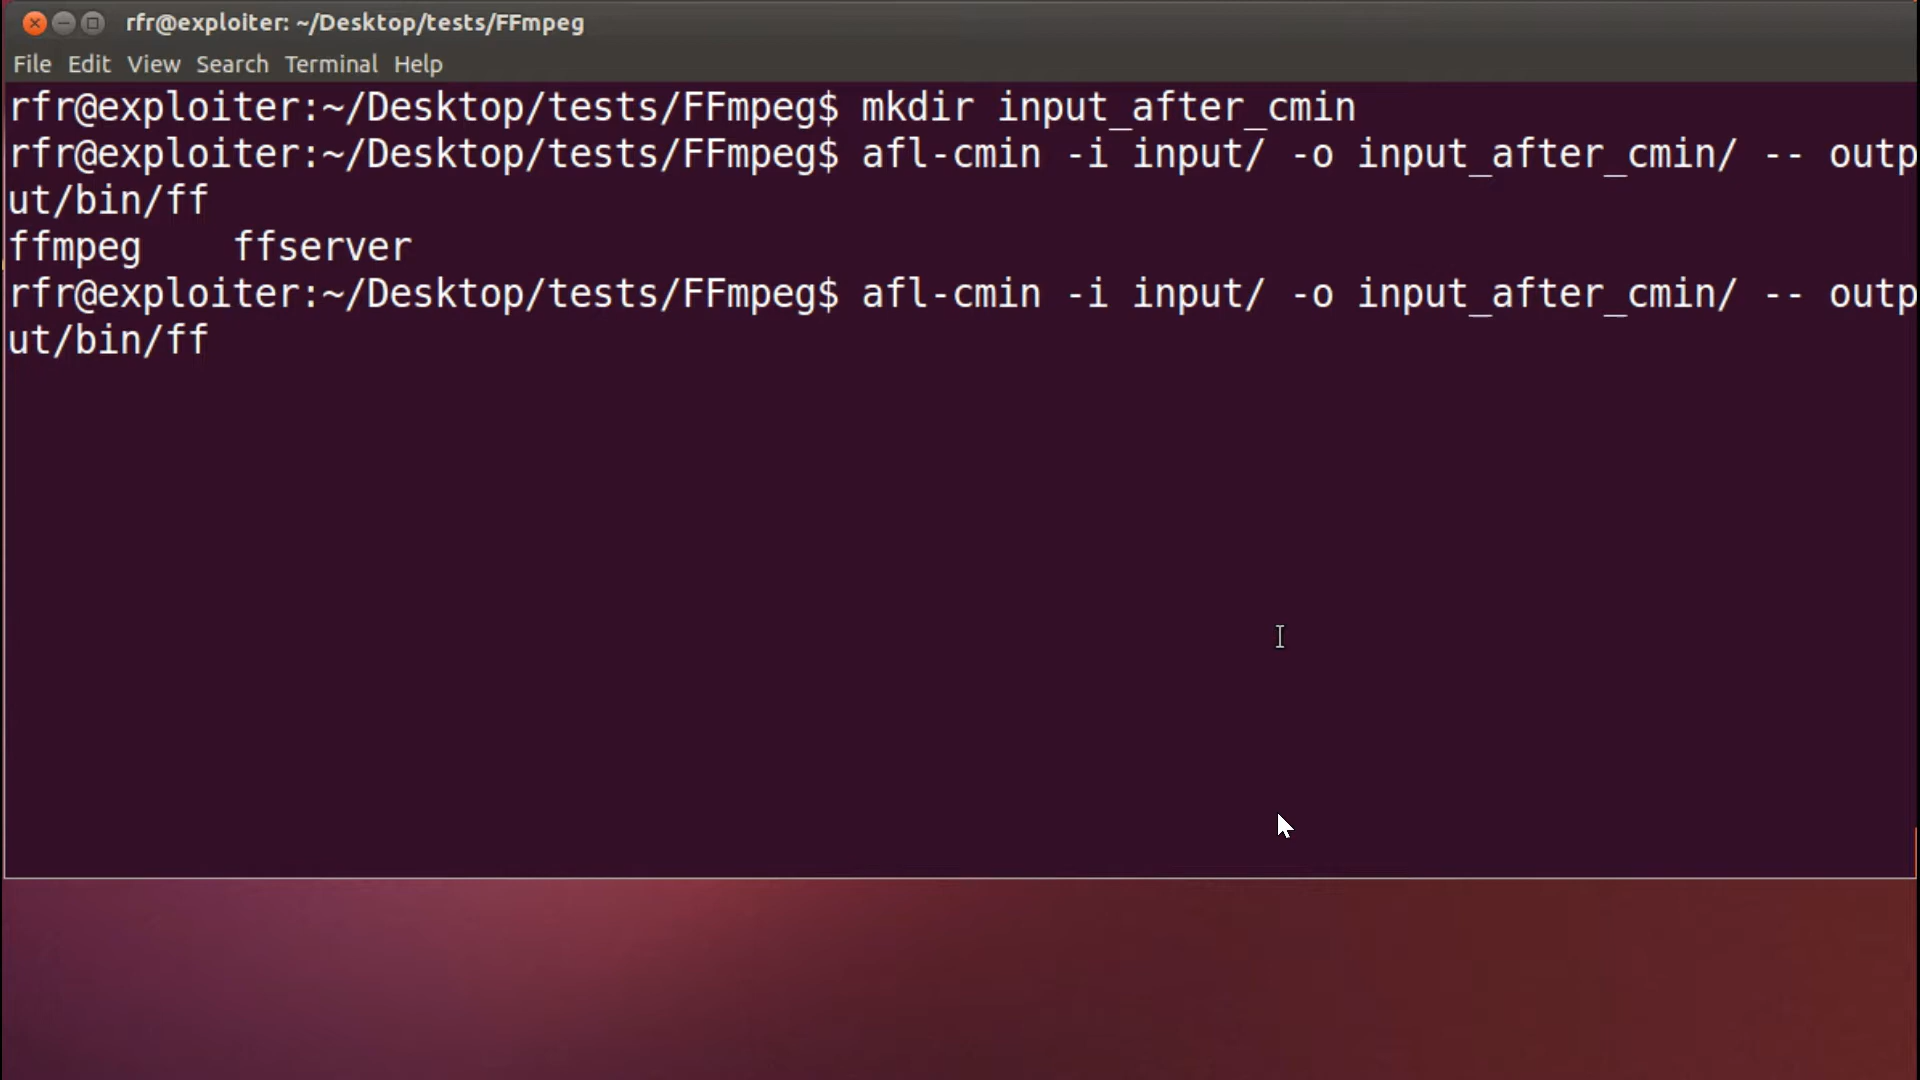 rfr@exploiter: ~/Desktop/tests/FFmpeg
File Edit View Search Terminal Help
rfr@exploiter:~/Desktop/tests/FFmpeg$ mkdir input_after_cmin
rfr@exploiter:~/Desktop/tests/FFmpeg$ afl-cmin -i input/ -o input_after_cmin/ -- outp
ut/bin/ff
ffmpeg    ffserver
rfr@exploiter:~/Desktop/tests/FFmpeg$ afl-cmin -i input/ -o input_after_cmin/ -- outp
ut/bin/ff